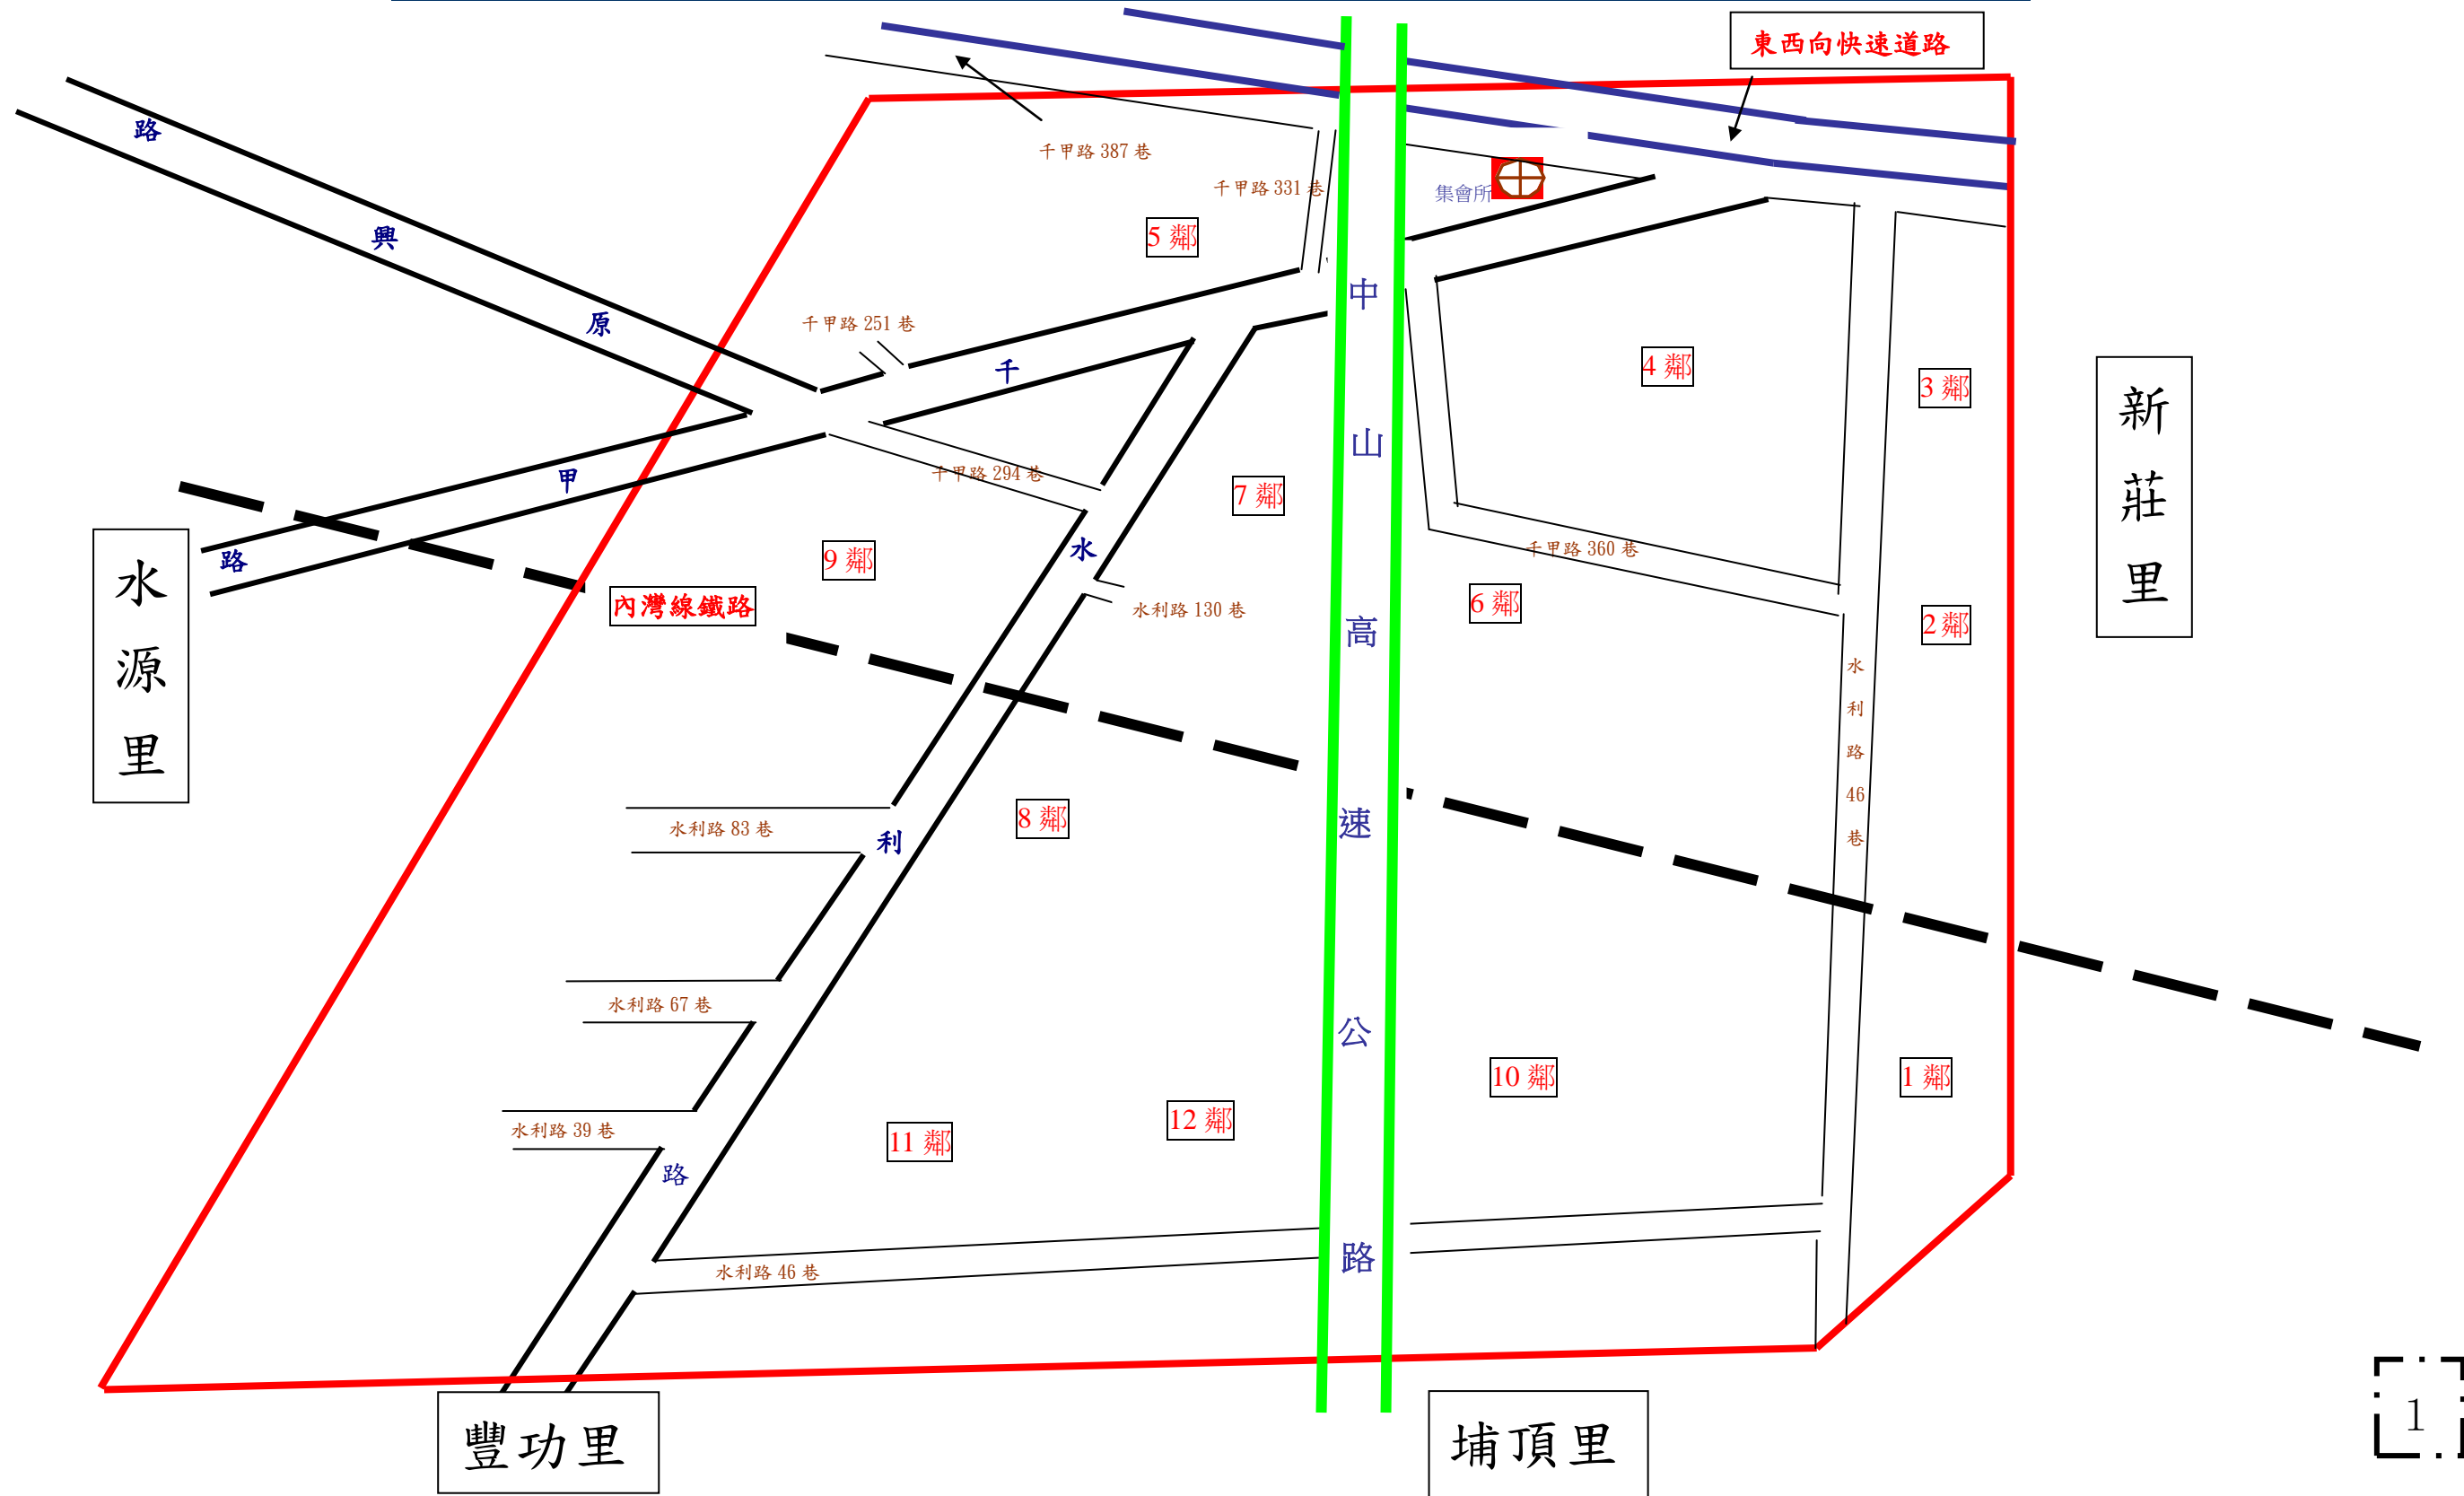 東西向快速道路
路
千甲路 387 巷
千甲路 331 巷
集會所
興
5 鄰
中
原
千甲路 251 巷
千
4 鄰
3 鄰
新莊里
山
甲
千甲路 294 巷
7 鄰
路
水
千甲路 360 巷
9 鄰
水源里
內灣線鐵路
水利路 130 巷
6 鄰
2 鄰
高
水利路 46 巷
8 鄰
速
水利路 83 巷
利
水利路 67 巷
公
10 鄰
1 鄰
12 鄰
11 鄰
水利路 39 巷
路
路
水利路 46 巷
豐功里
埔頂里
1